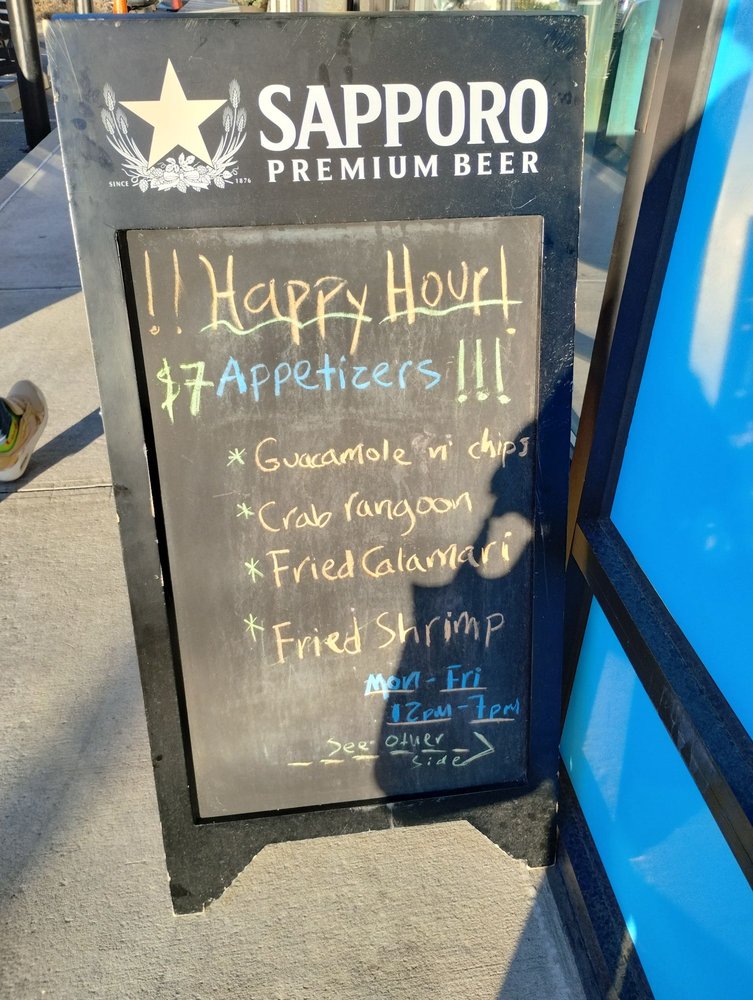 SAPPORO
PREMIUM BEER
SINCE 1876
!! Happy Hour!
$7 Appetizers !!!
* Guacamole n' chips
* Crab rangoon
* Fried Calamari
* Fried Shrimp
Mon - Fri
12pm - 7pm
See other
side